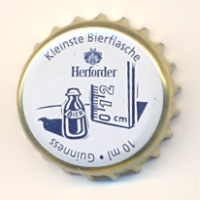 Kleinste Bierflasche
Herforder
BIER
0 1 2
cm
10 ml • Guinness